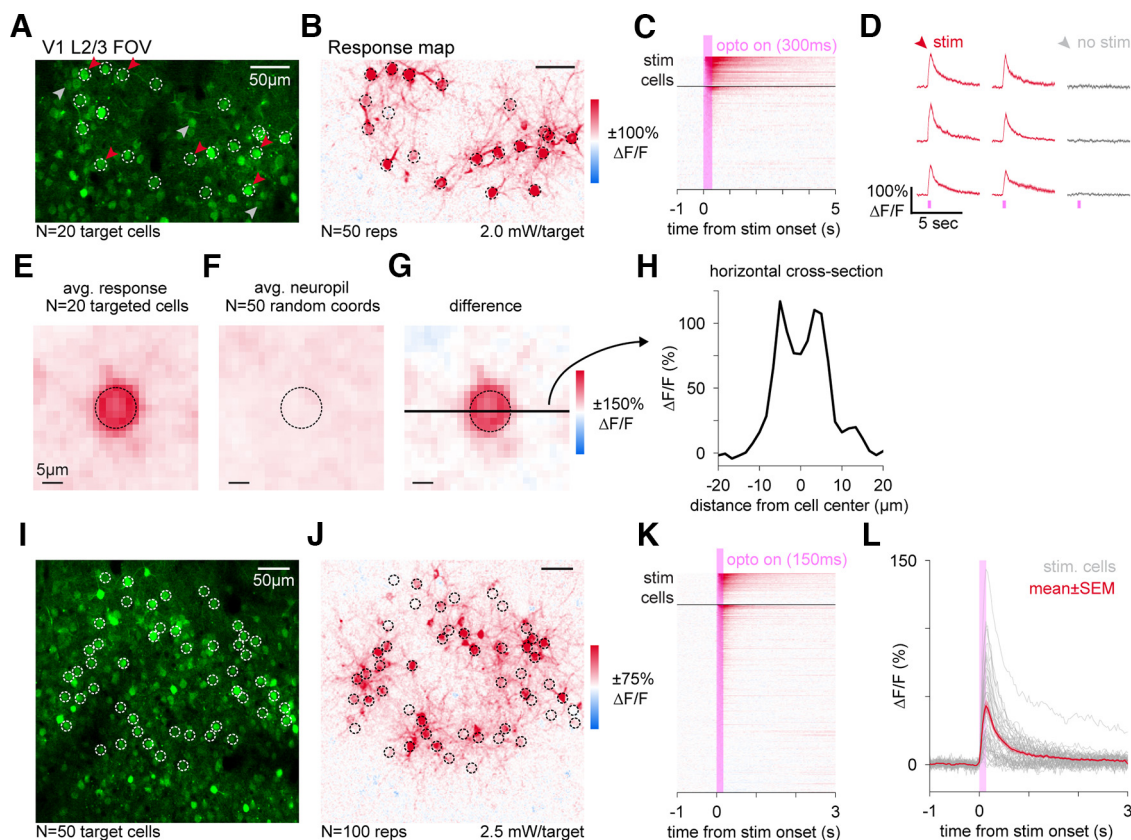 A
V1 L2/3 FOV
50µm
N=20 target cells
B
Response map
±100%
ΔF/F
N=50 reps
2.0 mW/target
C
opto on (300ms)
stim
cells
-1
0
5
time from stim onset (s)
D
stim
no stim
100%
ΔF/F
5 sec
E
avg. response
N=20 targeted cells
5µm
F
avg. neuropil
N=50 random coords
G
difference
±150%
ΔF/F
H
horizontal cross-section
ΔF/F (%)
100
50
0
-20
-10
0
10
20
distance from cell center (µm)
I
50µm
N=50 target cells
J
±75%
ΔF/F
N=100 reps
2.5 mW/target
K
opto on (150ms)
stim
cells
-1
0
3
time from stim onset (s)
L
150
stim. cells
mean±SEM
ΔF/F (%)
0
-1
0
3
time from stim onset (s)